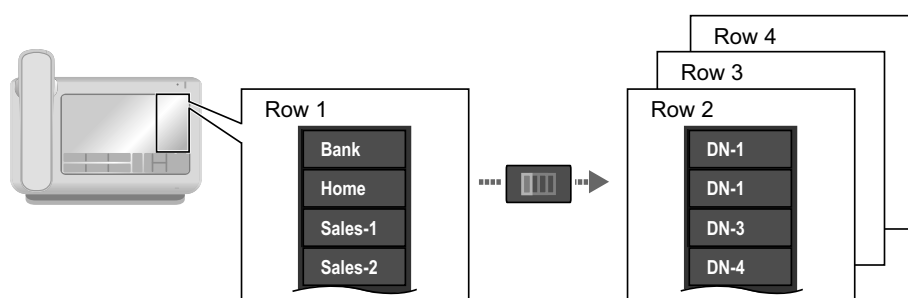 Row 4
Row 3
Row 1
Row 2
Bank
Home
Sales-1
Sales-2
DN-1
DN-1
DN-3
DN-4